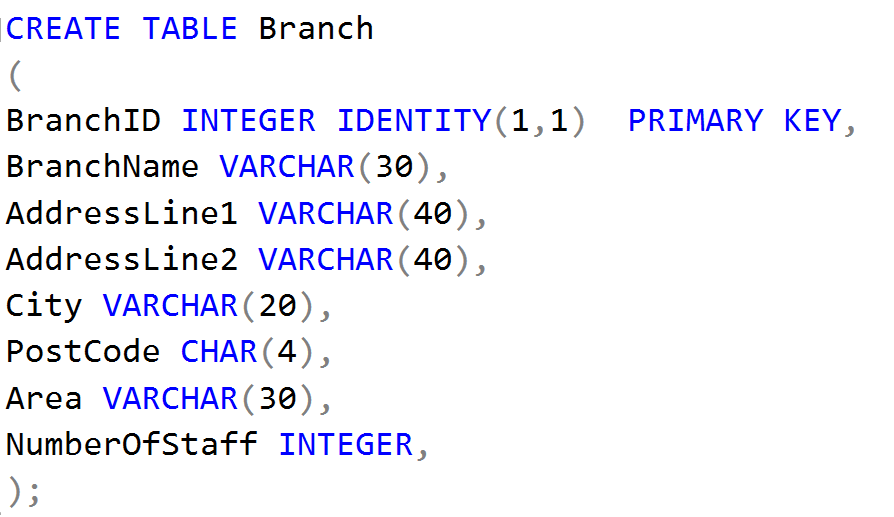 CREATE TABLE Branch
(
BranchID INTEGER IDENTITY(1,1)  PRIMARY KEY,
BranchName VARCHAR(30),
AddressLine1 VARCHAR(40),
AddressLine2 VARCHAR(40),
City VARCHAR(20),
PostCode CHAR(4),
Area VARCHAR(30),
NumberOfStaff INTEGER,
);